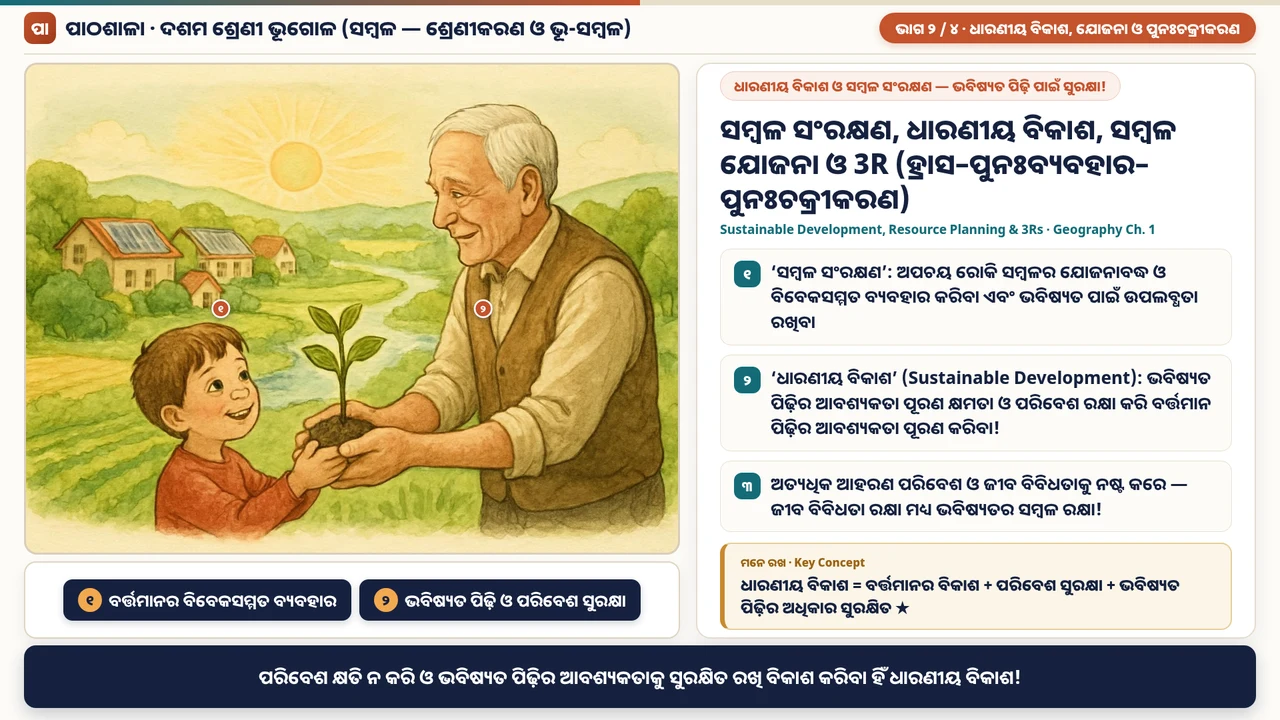 ପା ପାଠଶାଳା · ଦଶମ ଶ୍ରେଣୀ ଭୂଗୋଳ (ସମ୍ବଳ — ଶ୍ରେଣୀକରଣ ଓ ଭୂ-ସମ୍ବଳ)
ଭାଗ ୨ / ୪ · ଧାରଣୀୟ ବିକାଶ, ଯୋଜନା ଓ ପୁନଃଚକ୍ରୀକରଣ
୧
୨
୧ ବର୍ତ୍ତମାନର ବିବେକସମ୍ମତ ବ୍ୟବହାର
୨ ଭବିଷ୍ୟତ ପିଢ଼ି ଓ ପରିବେଶ ସୁରକ୍ଷା
ଧାରଣୀୟ ବିକାଶ ଓ ସମ୍ବଳ ସଂରକ୍ଷଣ — ଭବିଷ୍ୟତ ପିଢ଼ି ପାଇଁ ସୁରକ୍ଷା!
ସମ୍ବଳ ସଂରକ୍ଷଣ, ଧାରଣୀୟ ବିକାଶ, ସମ୍ବଳ
ଯୋଜନା ଓ 3R (ହ୍ରାସ–ପୁନଃବ୍ୟବହାର–
ପୁନଃଚକ୍ରୀକରଣ)
Sustainable Development, Resource Planning & 3Rs · Geography Ch. 1
୧ ‘ସମ୍ବଳ ସଂରକ୍ଷଣ’: ଅପଚୟ ରୋକି ସମ୍ବଳର ଯୋଜନାବଦ୍ଧ ଓ
ବିବେକସମ୍ମତ ବ୍ୟବହାର କରିବା ଏବଂ ଭବିଷ୍ୟତ ପାଇଁ ଉପଲବ୍ଧତା
ରଖିବା
୨ ‘ଧାରଣୀୟ ବିକାଶ’ (Sustainable Development): ଭବିଷ୍ୟତ
ପିଢ଼ିର ଆବଶ୍ୟକତା ପୂରଣ କ୍ଷମତା ଓ ପରିବେଶ ରକ୍ଷା କରି ବର୍ତ୍ତମାନ
ପିଢ଼ିର ଆବଶ୍ୟକତା ପୂରଣ କରିବା!
୩ ଅତ୍ୟଧିକ ଆହରଣ ପରିବେଶ ଓ ଜୀବ ବିବିଧତାକୁ ନଷ୍ଟ କରେ —
ଜୀବ ବିବିଧତା ରକ୍ଷା ମଧ୍ୟ ଭବିଷ୍ୟତର ସମ୍ବଳ ରକ୍ଷା!
ମନେ ରଖ · Key Concept
ଧାରଣୀୟ ବିକାଶ = ବର୍ତ୍ତମାନର ବିକାଶ + ପରିବେଶ ସୁରକ୍ଷା + ଭବିଷ୍ୟତ
ପିଢ଼ିର ଅଧିକାର ସୁରକ୍ଷିତ ★
ପରିବେଶ କ୍ଷତି ନ କରି ଓ ଭବିଷ୍ୟତ ପିଢ଼ିର ଆବଶ୍ୟକତାକୁ ସୁରକ୍ଷିତ ରଖି ବିକାଶ କରିବା ହିଁ ଧାରଣୀୟ ବିକାଶ!